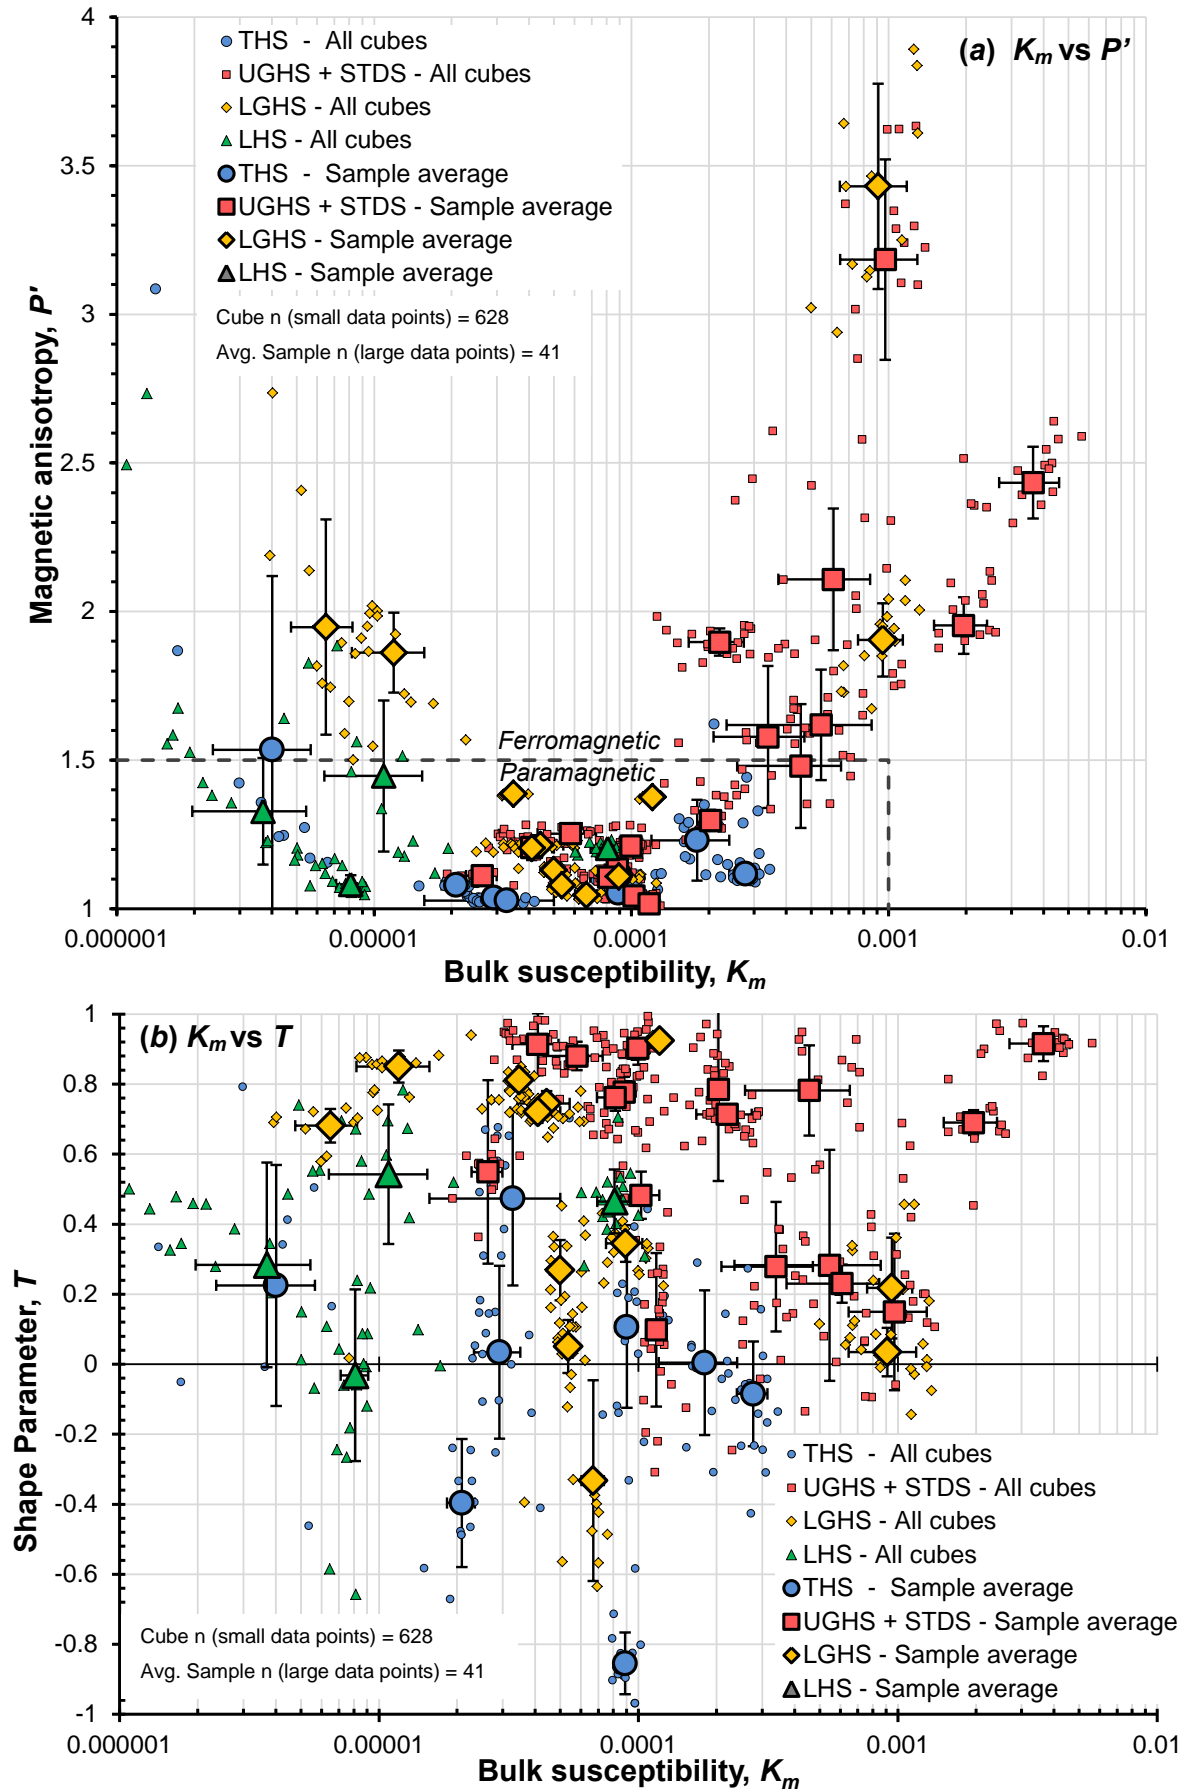 (a) Km vs P'
THS - All cubes
UGHS + STDS - All cubes
LGHS - All cubes
LHS - All cubes
THS - Sample average
UGHS + STDS - Sample average
LGHS - Sample average
LHS - Sample average
Cube n (small data points) = 628
Avg. Sample n (large data points) = 41
Magnetic anisotropy, P'
4
3.5
3
2.5
2
1.5
1
Ferromagnetic
Paramagnetic
0.000001
0.00001
0.0001
0.001
0.01
Bulk susceptibility, Km
(b) Km vs T
Shape Parameter, T
1
0.8
0.6
0.4
0.2
0
-0.2
-0.4
-0.6
-0.8
-1
THS - All cubes
UGHS + STDS - All cubes
LGHS - All cubes
LHS - All cubes
THS - Sample average
UGHS + STDS - Sample average
LGHS - Sample average
LHS - Sample average
Cube n (small data points) = 628
Avg. Sample n (large data points) = 41
0.000001
0.00001
0.0001
0.001
0.01
Bulk susceptibility, Km